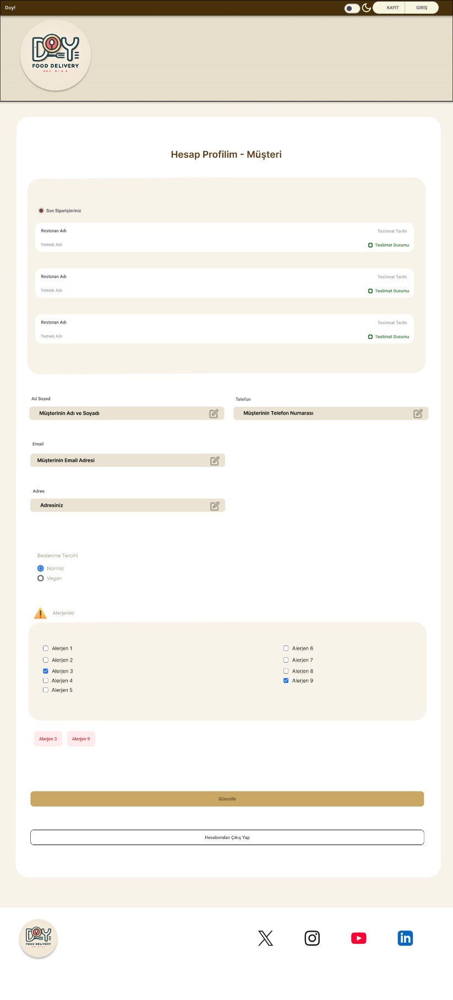 Doy!
KAYIT
GİRİŞ
DOY
FOOD DELIVERY
Hesap Profilim - Müşteri
Son Siparişleriniz
Restoran Adı
Teslimat Tarihi
Yemek Adı
Teslimat Durumu
Restoran Adı
Teslimat Tarihi
Yemek Adı
Teslimat Durumu
Restoran Adı
Teslimat Tarihi
Yemek Adı
Teslimat Durumu
Ad Soyad
Telefon
Müşterinin Adı ve Soyadı
Müşterinin Telefon Numarası
Email
Müşterinin Email Adresi
Adres
Adresiniz
Beslenme Tercihi
Normal
Vegan
Alerjenler
Alerjen 1
Alerjen 6
Alerjen 2
Alerjen 7
Alerjen 3
Alerjen 8
Alerjen 4
Alerjen 9
Alerjen 5
Alerjen 3
Alerjen 9
Güncelle
Hesabımdan Çıkış Yap
DOY
FOOD DELIVERY
in